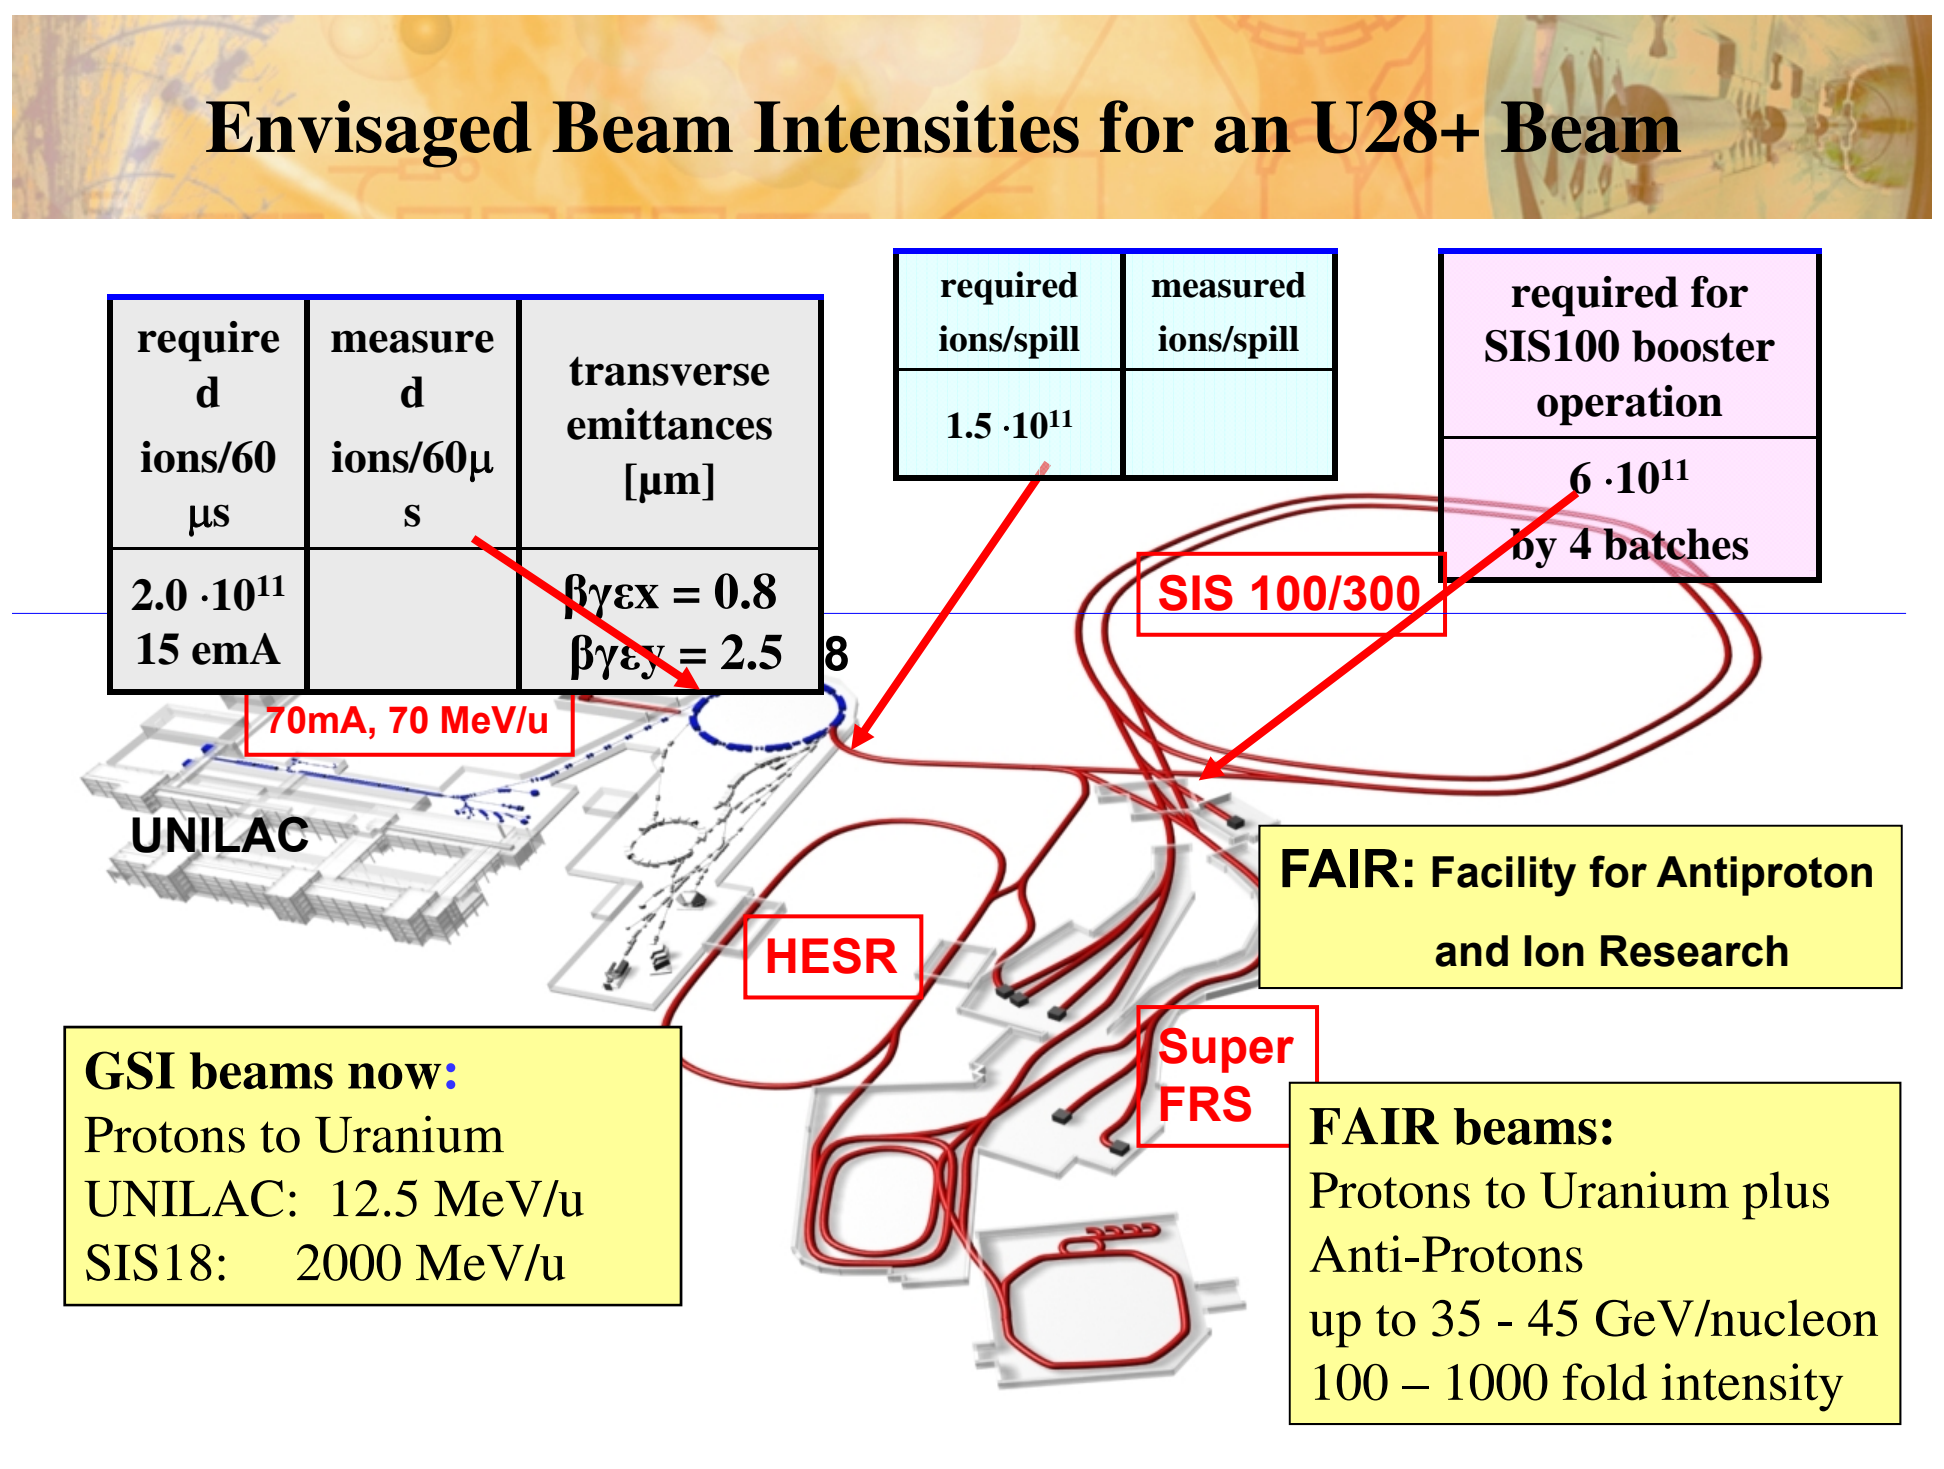 Envisaged Beam Intensities for an U28+ Beam
require
d
ions/60
μs
measure
d
ions/60μ
s
transverse
emittances
[μm]
2.0 ·10¹¹
15 emA
βγεx = 0.8
βγεy = 2.5
8
required
ions/spill
measured
ions/spill
1.5 ·10¹¹
required for
SIS100 booster
operation
6 ·10¹¹
by 4 batches
SIS 100/300
70mA, 70 MeV/u
UNILAC
FAIR: Facility for Antiproton
and Ion Research
HESR
Super
FRS
GSI beams now:
Protons to Uranium
UNILAC: 12.5 MeV/u
SIS18: 2000 MeV/u
FAIR beams:
Protons to Uranium plus
Anti-Protons
up to 35 - 45 GeV/nucleon
100 – 1000 fold intensity